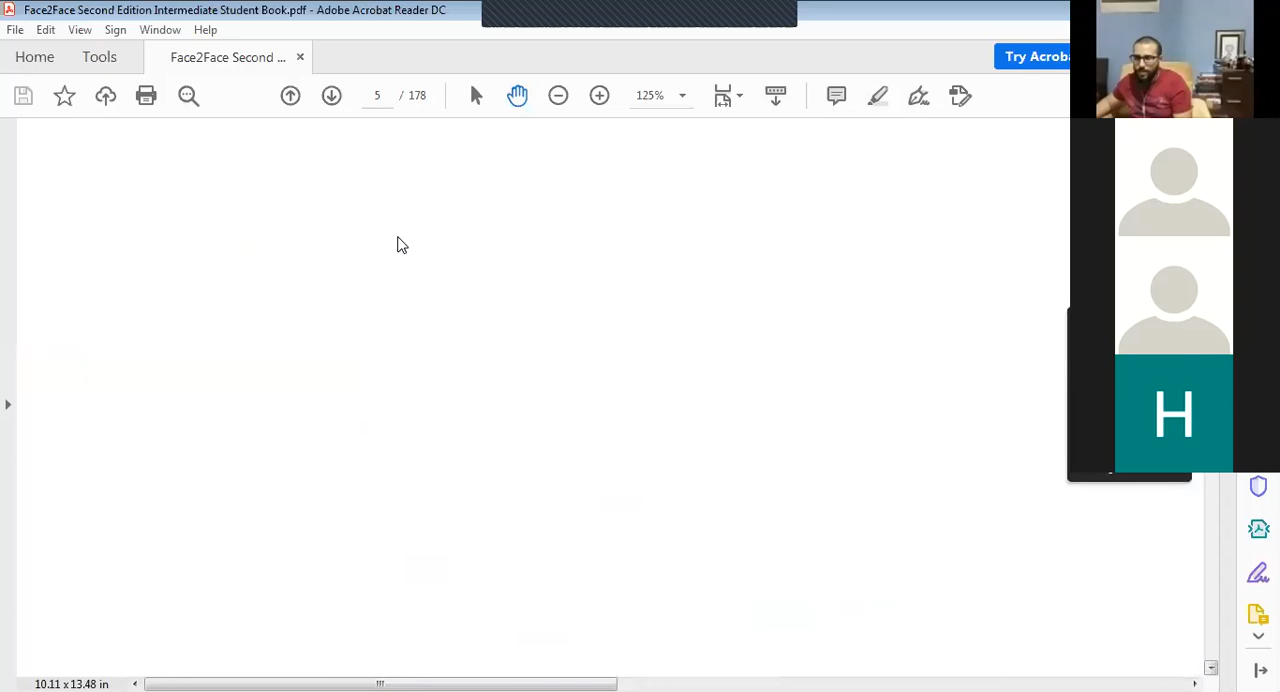 Face2Face Second Edition Intermediate Student Book.pdf - Adobe Acrobat Reader DC
File Edit View Sign Window Help
Home Tools Face2Face Second ... ×
Try Acroba
5 / 178 125%
H
10.11 x 13.48 in